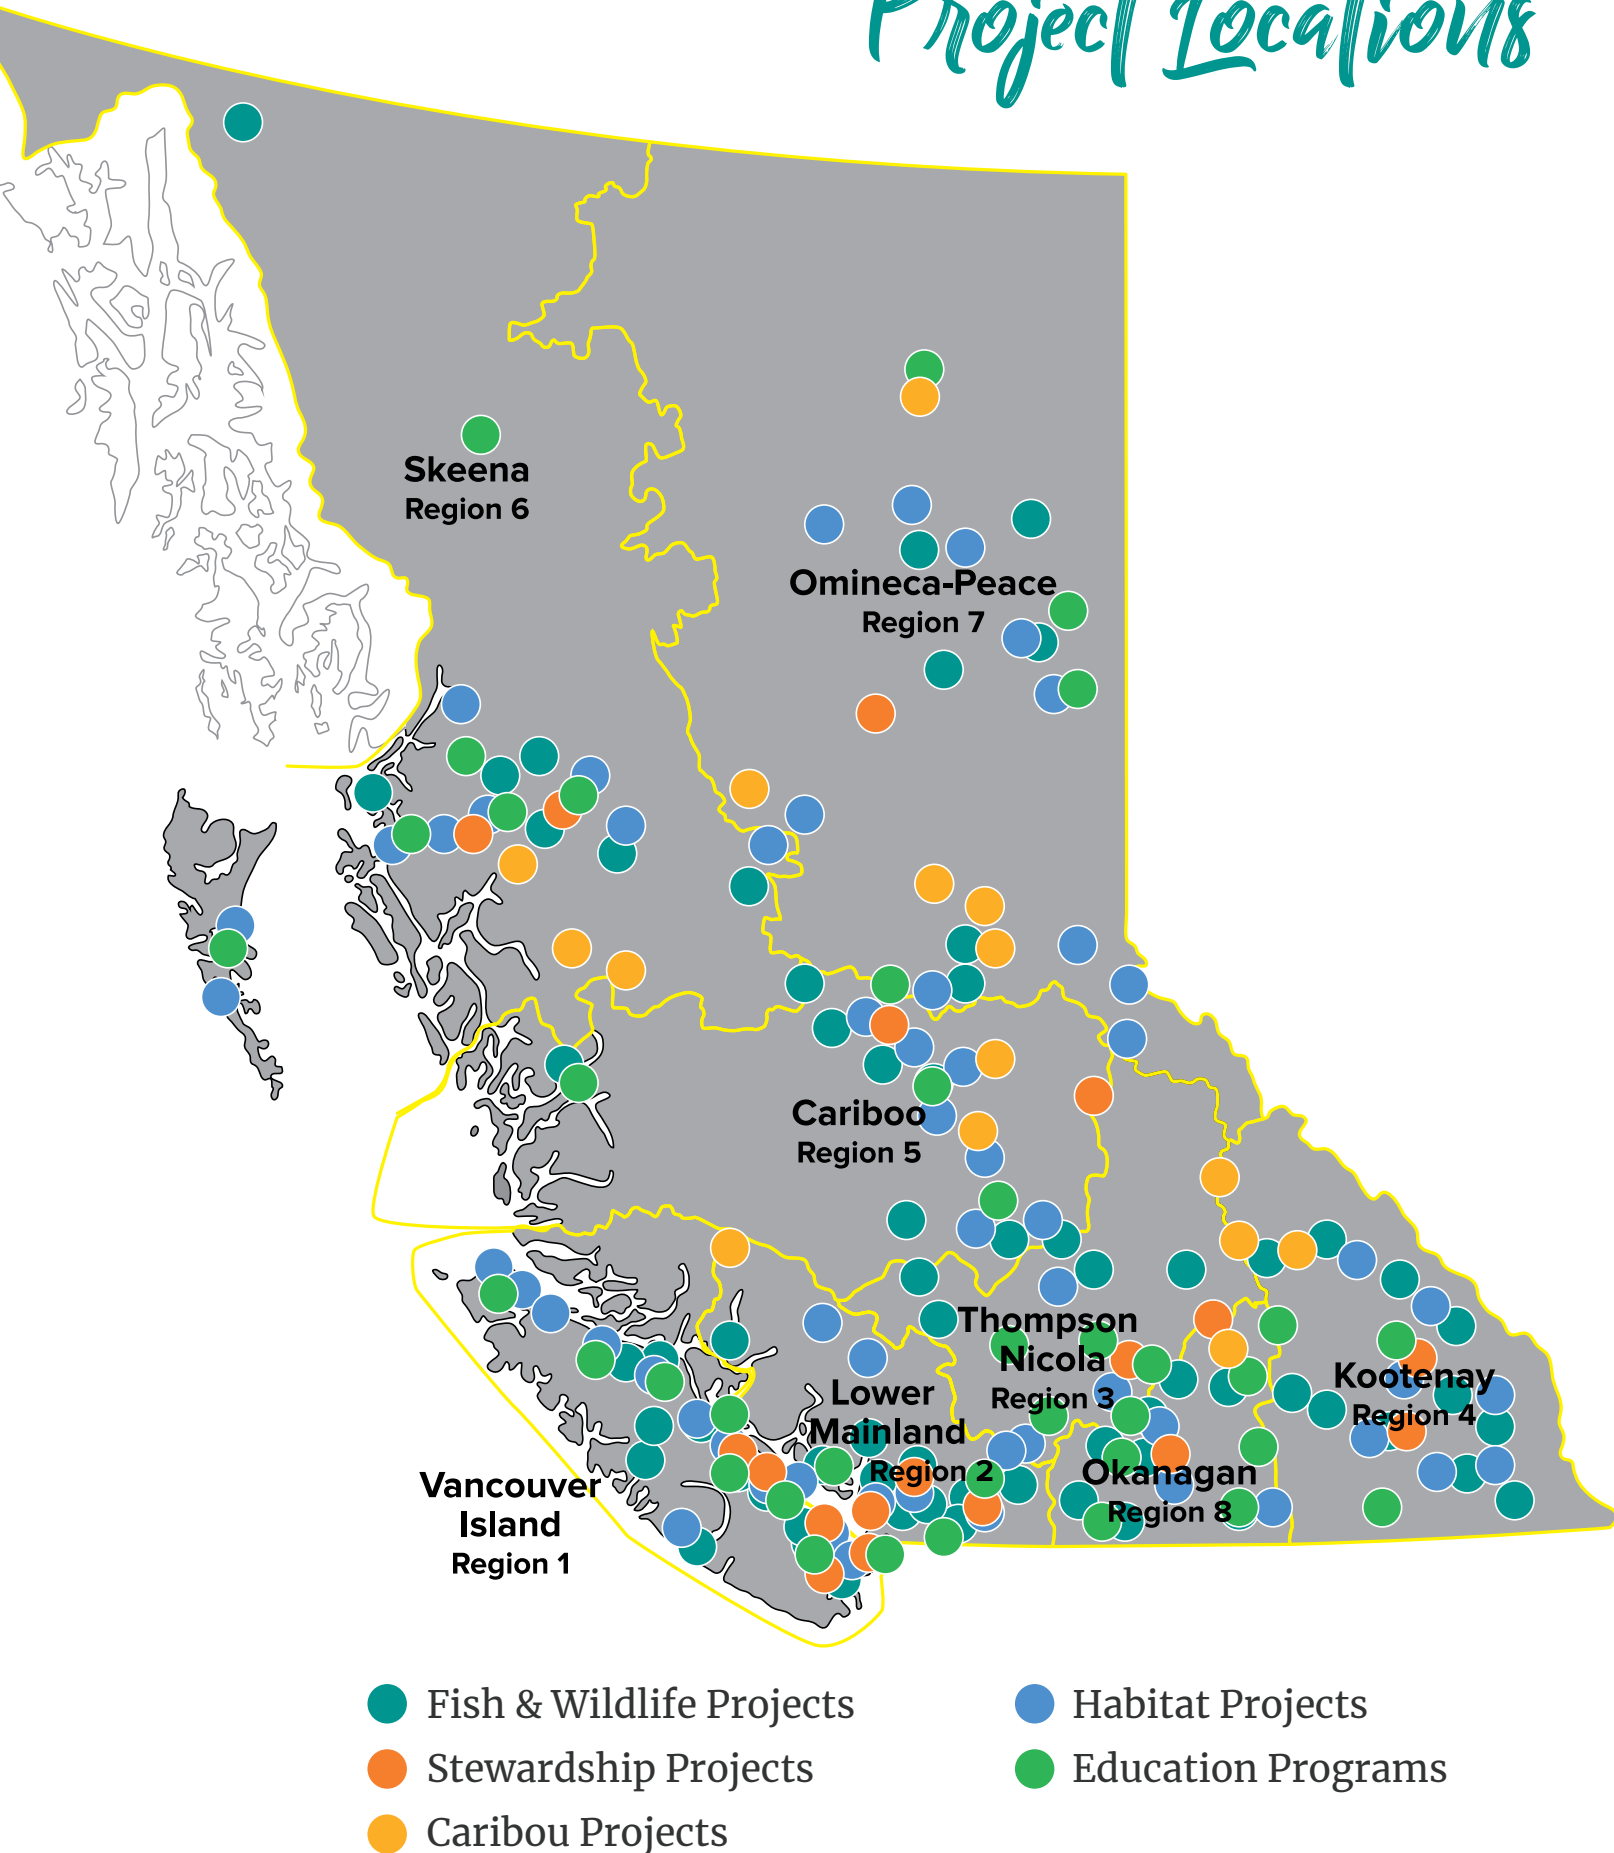 Project Locations
Skeena
Region 6
Omineca-Peace
Region 7
Cariboo
Region 5
Thompson
Nicola
Region 3
Kootenay
Region 4
Lower
Mainland
Region 2
Okanagan
Region 8
Vancouver
Island
Region 1
Fish & Wildlife Projects
Habitat Projects
Stewardship Projects
Education Programs
Caribou Projects